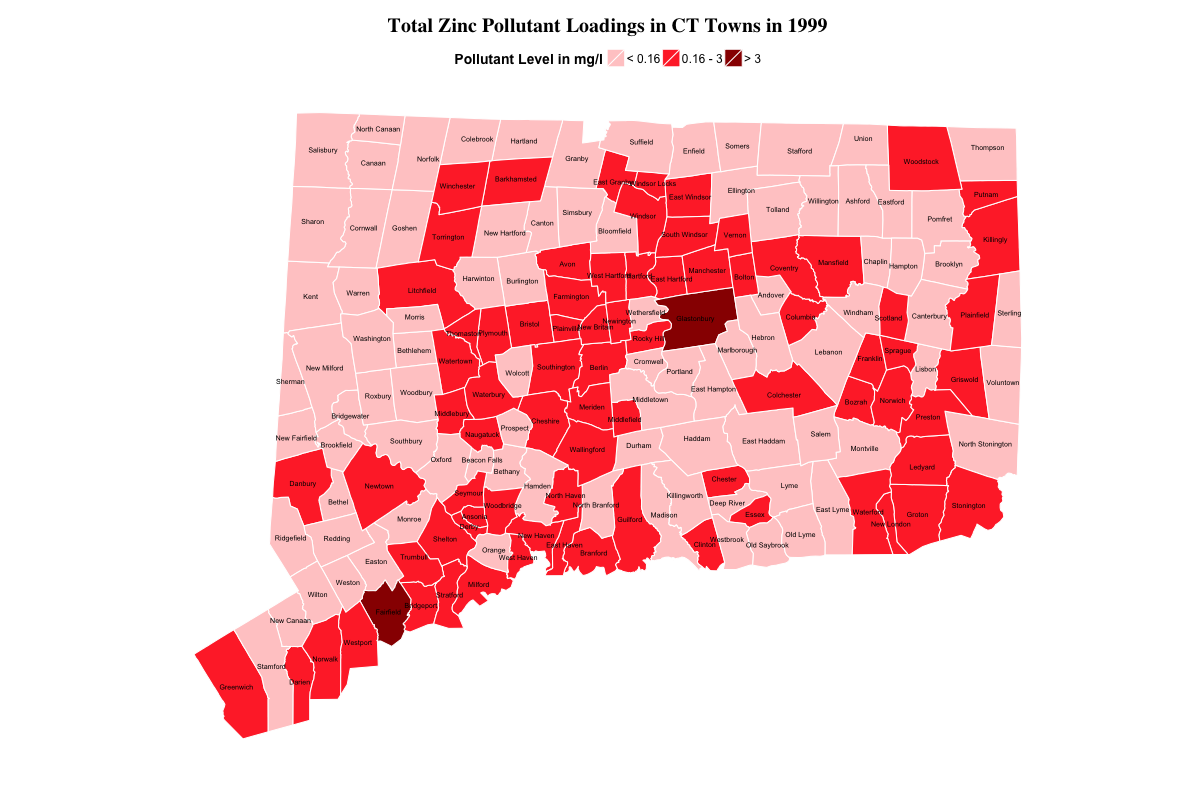 Total Zinc Pollutant Loadings in CT Towns in 1999
Pollutant Level in mg/l < 0.16 0.16 - 3 > 3
North Canaan
Colebrook
Hartland
Suffield
Union
Salisbury
Canaan
Norfolk
Granby
Enfield
Somers
Stafford
Woodstock
Thompson
Winchester
Barkhamsted
East Granby
Windsor Locks
East Windsor
Ellington
Putnam
Sharon
Cornwall
Goshen
Torrington
New Hartford
Canton
Simsbury
Bloomfield
Windsor
South Windsor
Vernon
Tolland
Willington
Ashford
Eastford
Pomfret
Killingly
Kent
Warren
Litchfield
Harwinton
Burlington
Avon
West Hartford
Hartford
East Hartford
Manchester
Bolton
Coventry
Mansfield
Chaplin
Hampton
Brooklyn
Morris
Farmington
Andover
Washington
Bethleham
Thomaston
Plymouth
Bristol
Plainville
New Britain
Newington
Wethersfield
Glastonbury
Rocky Hill
Columbia
Windham
Scotland
Canterbury
Plainfield
Sterling
Sherman
New Milford
Watertown
Wolcott
Southington
Berlin
Cromwell
Portland
Marlborough
Hebron
Lebanon
Franklin
Sprague
Lisbon
Griswold
Voluntown
Roxbury
Woodbury
Waterbury
East Hampton
Colchester
Bozrah
Norwich
Preston
Bridgewater
Middlebury
Naugatuck
Prospect
Cheshire
Meriden
Middletown
Middlefield
New Fairfield
Brookfield
Southbury
Oxford
Beacon Falls
Bethany
Wallingford
Durham
Haddam
East Haddam
Salem
Montville
North Stonington
Danbury
Bethel
Newtown
Seymour
Woodbridge
Hamden
North Haven
North Branford
Killingworth
Chester
Deep River
Lyme
Ledyard
Ridgefield
Redding
Monroe
Ansonia
Derby
Guilford
Madison
Essex
East Lyme
Waterford
New London
Groton
Stonington
Shelton
Orange
New Haven
West Haven
East Haven
Branford
Clinton
Westbrook
Old Saybrook
Old Lyme
Easton
Trumbull
Wilton
Weston
Milford
Stratford
Bridgeport
Fairfield
New Canaan
Westport
Stamford
Norwalk
Greenwich
Darien